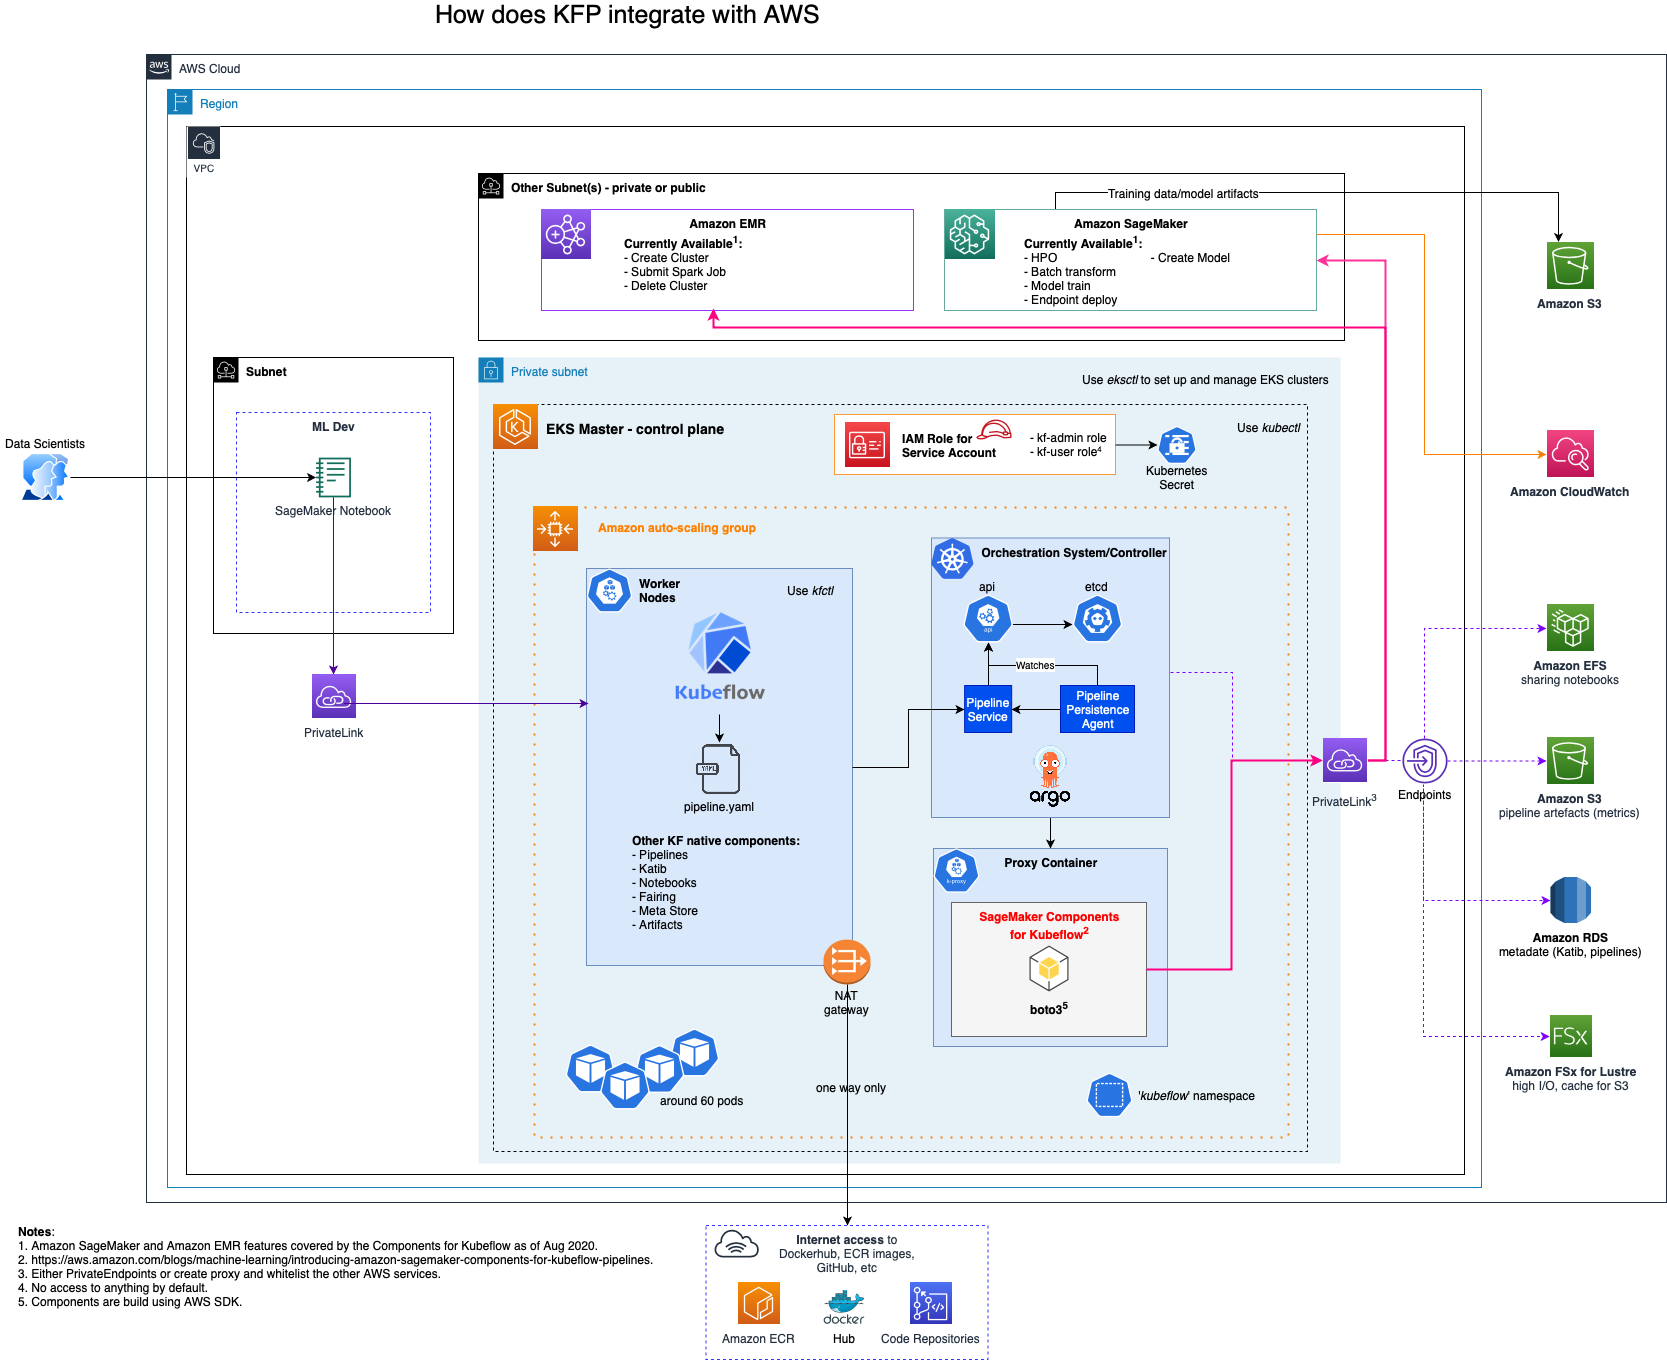 How does KFP integrate with AWS
aws
AWS Cloud
Region
VPC
Other Subnet(s) - private or public
Training data/model artifacts
Amazon EMR
Currently Available1:
- Create Cluster
- Submit Spark Job
- Delete Cluster
Amazon SageMaker
Currently Available1:
- HPO
- Create Model
- Batch transform
- Model train
- Endpoint deploy
Amazon S3
Subnet
ML Dev
Data Scientists
SageMaker Notebook
PrivateLink
Private subnet
Use eksctl to set up and manage EKS clusters
EKS Master - control plane
IAM Role for
Service Account
- kf-admin role
- kf-user role4
Kubernetes
Secret
Use kubectl
Amazon CloudWatch
Amazon auto-scaling group
Worker
Nodes
Use kfctl
Kubeflow
YAML
pipeline.yaml
Other KF native components:
- Pipelines
- Katib
- Notebooks
- Fairing
- Meta Store
- Artifacts
Orchestration System/Controller
api
etcd
api
Watches
Pipeline
Service
Pipeline
Persistence
Agent
argo
Proxy Container
k-proxy
SageMaker Components
for Kubeflow2
boto35
NAT
gateway
one way only
around 60 pods
'kubeflow' namespace
PrivateLink3
Endpoints
Amazon EFS
sharing notebooks
Amazon S3
pipeline artefacts (metrics)
Amazon RDS
metadate (Katib, pipelines)
FSx
Amazon FSx for Lustre
high I/O, cache for S3
Notes:
1. Amazon SageMaker and Amazon EMR features covered by the Components for Kubeflow as of Aug 2020.
2. https://aws.amazon.com/blogs/machine-learning/introducing-amazon-sagemaker-components-for-kubeflow-pipelines.
3. Either PrivateEndpoints or create proxy and whitelist the other AWS services.
4. No access to anything by default.
5. Components are build using AWS SDK.
Internet access to
Dockerhub, ECR images,
GitHub, etc
Amazon ECR
docker
Hub
Code Repositories